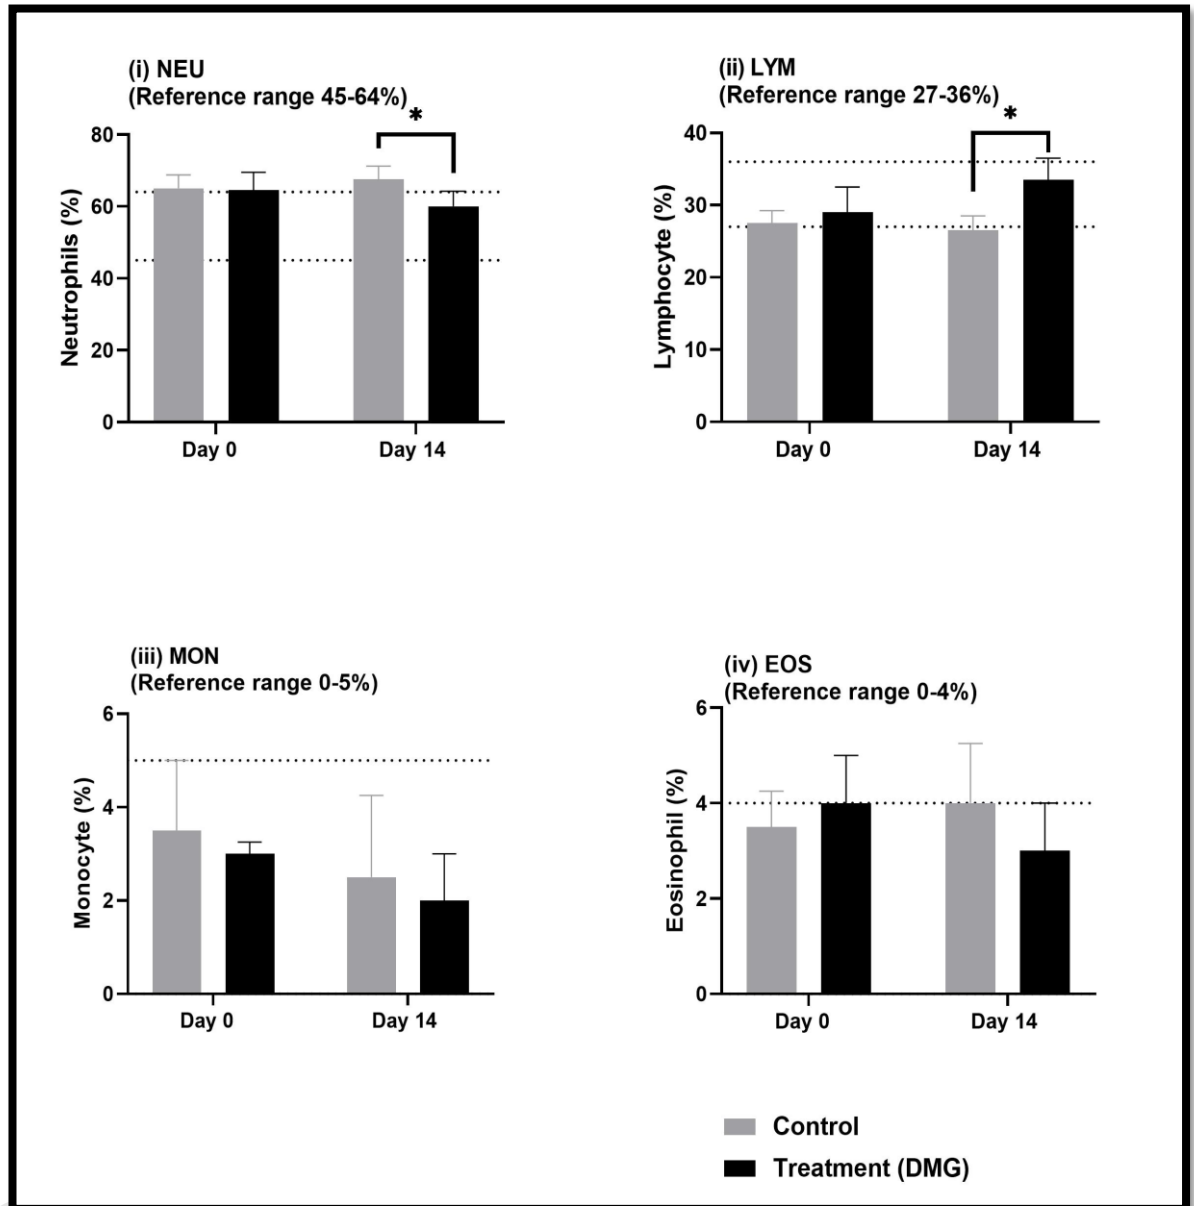 (i) NEU
(Reference range 45-64%)
*
80
60
40
20
0
Neutrophils (%)
Day 0
Day 14
(ii) LYM
(Reference range 27-36%)
*
40
30
20
10
0
Lymphocyte (%)
Day 0
Day 14
(iii) MON
(Reference range 0-5%)
6
4
2
0
Monocyte (%)
Day 0
Day 14
(iv) EOS
(Reference range 0-4%)
6
4
2
0
Eosinophil (%)
Day 0
Day 14
Control
Treatment (DMG)